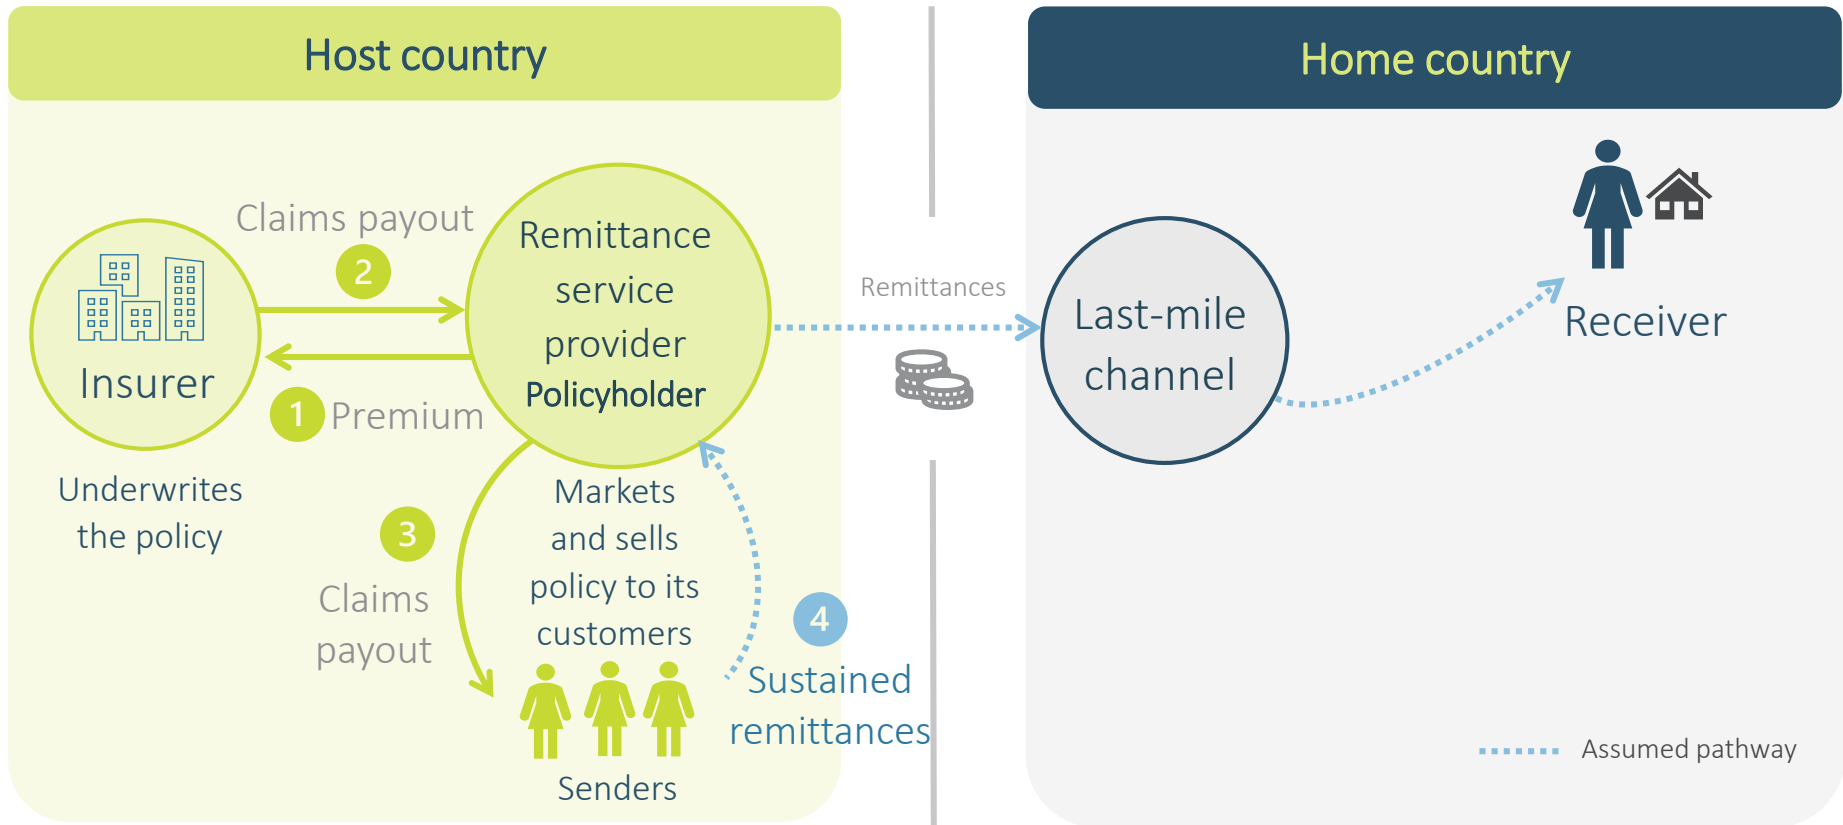 Host country
Home country
Claims payout
2
Insurer
1 Premium
Underwrites
the policy
Remittance
service
provider
Policyholder
Markets
and sells
policy to its
customers
3
Claims
payout
Senders
4
Sustained
remittances
Remittances
Last-mile
channel
Receiver
Assumed pathway